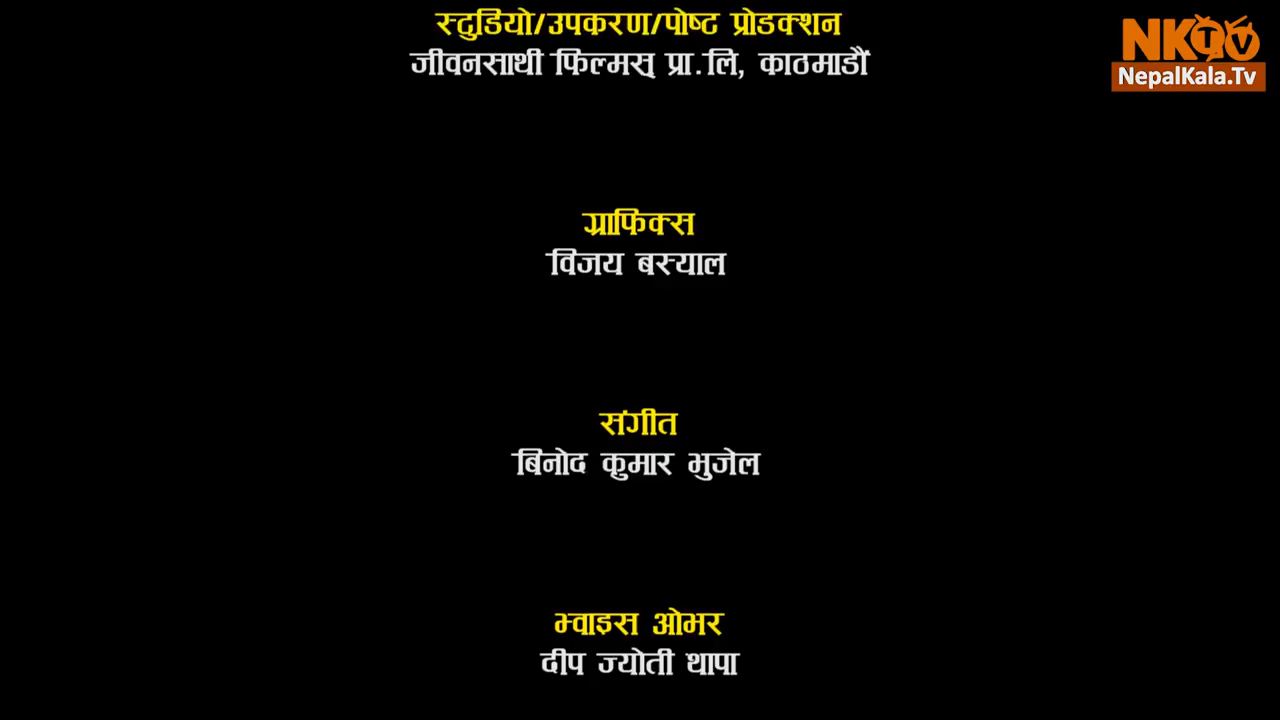 स्टुडियो/उपकरण/पोष्ट प्रोडक्शन
जीवनसाथी फिल्मस् प्रा.लि, काठमाडौं
NKTV
NepalKala.Tv
ग्राफिक्स
विजय बस्याल
संगीत
बिनोद कुमार भुजेल
भ्वाइस ओभर
दीप ज्योती थापा